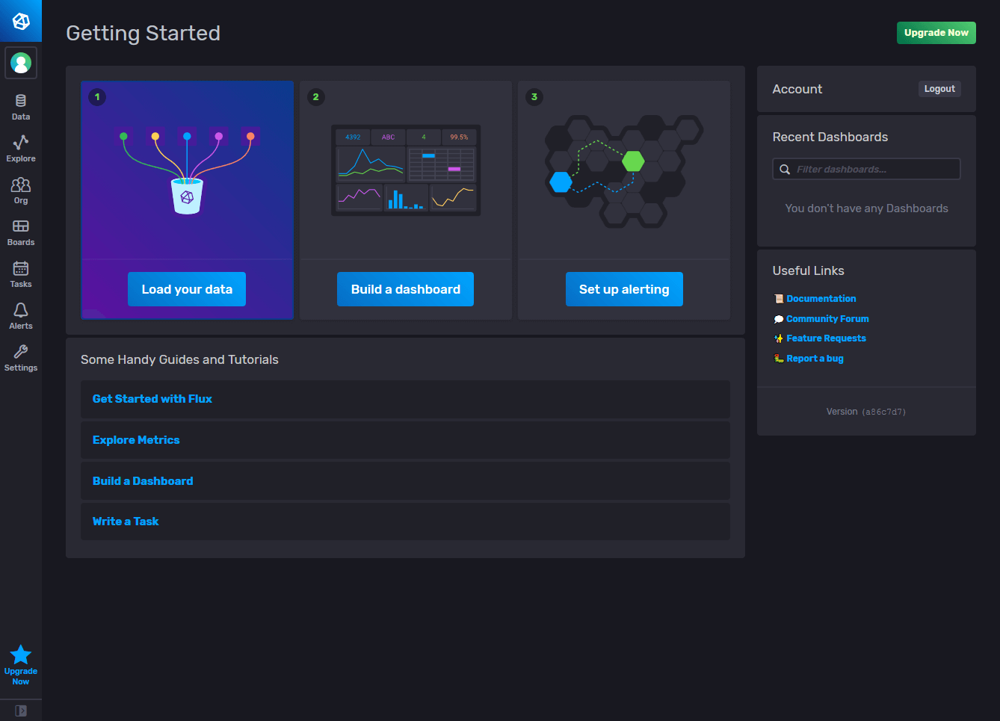 Getting Started
Upgrade Now
Data
Explore
Org
Boards
Tasks
Alerts
Settings
Upgrade
Now
1
Load your data
2
4392 ABC 4 99.5%
Build a dashboard
3
Set up alerting
Some Handy Guides and Tutorials
Get Started with Flux
Explore Metrics
Build a Dashboard
Write a Task
Account
Logout
Recent Dashboards
Filter dashboards...
You don't have any Dashboards
Useful Links
Documentation
Community Forum
Feature Requests
Report a bug
Version (a86c7d7)